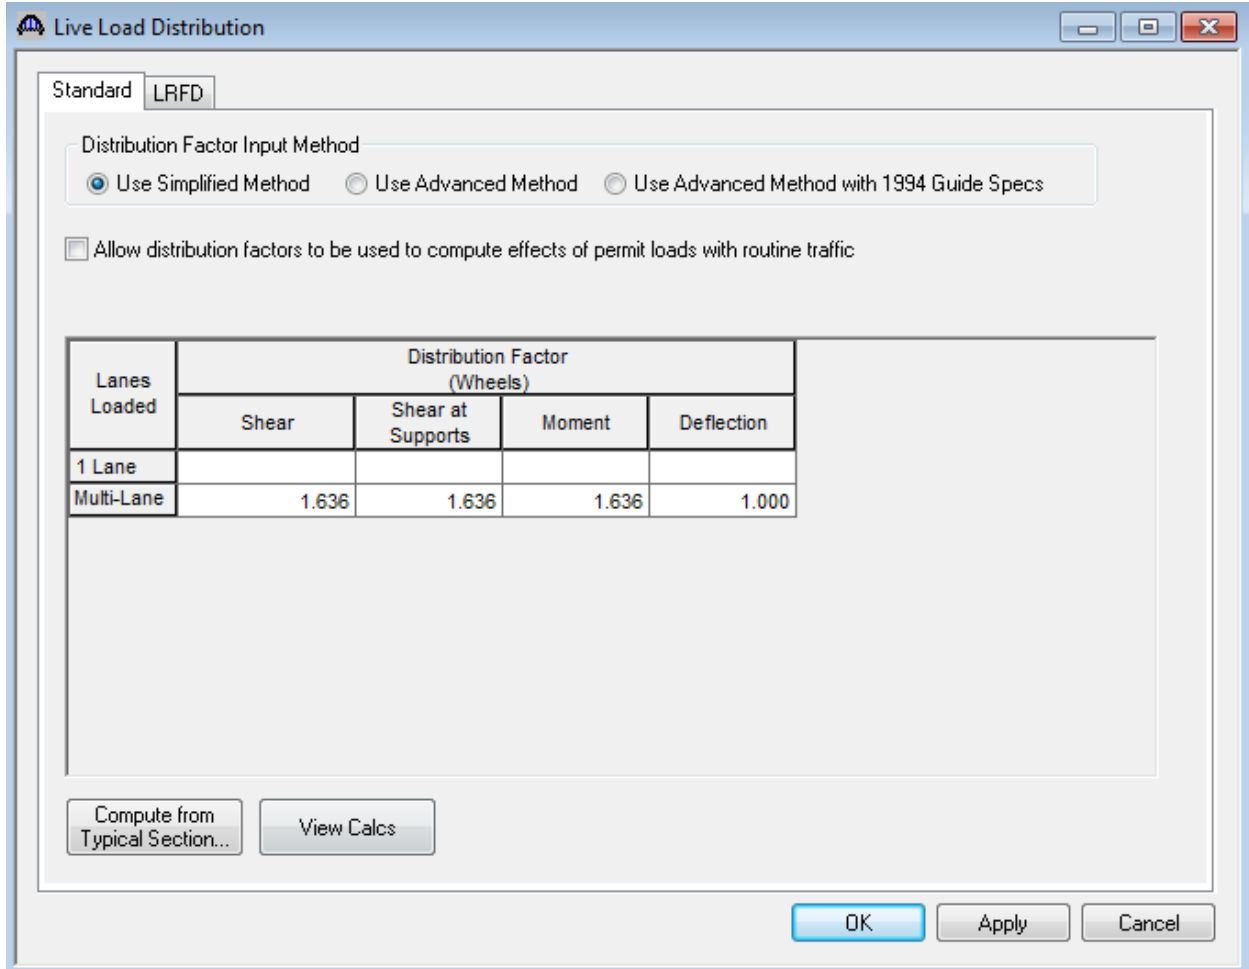 Live Load Distribution
Standard LRFD
Distribution Factor Input Method
Use Simplified Method Use Advanced Method Use Advanced Method with 1994 Guide Specs
Allow distribution factors to be used to compute effects of permit loads with routine traffic
Lanes
Loaded
Distribution Factor
(Wheels)
Shear
Shear at
Supports
Moment
Deflection
1 Lane
Multi-Lane 1.636 1.636 1.636 1.000
Compute from
Typical Section...
View Calcs
OK Apply Cancel